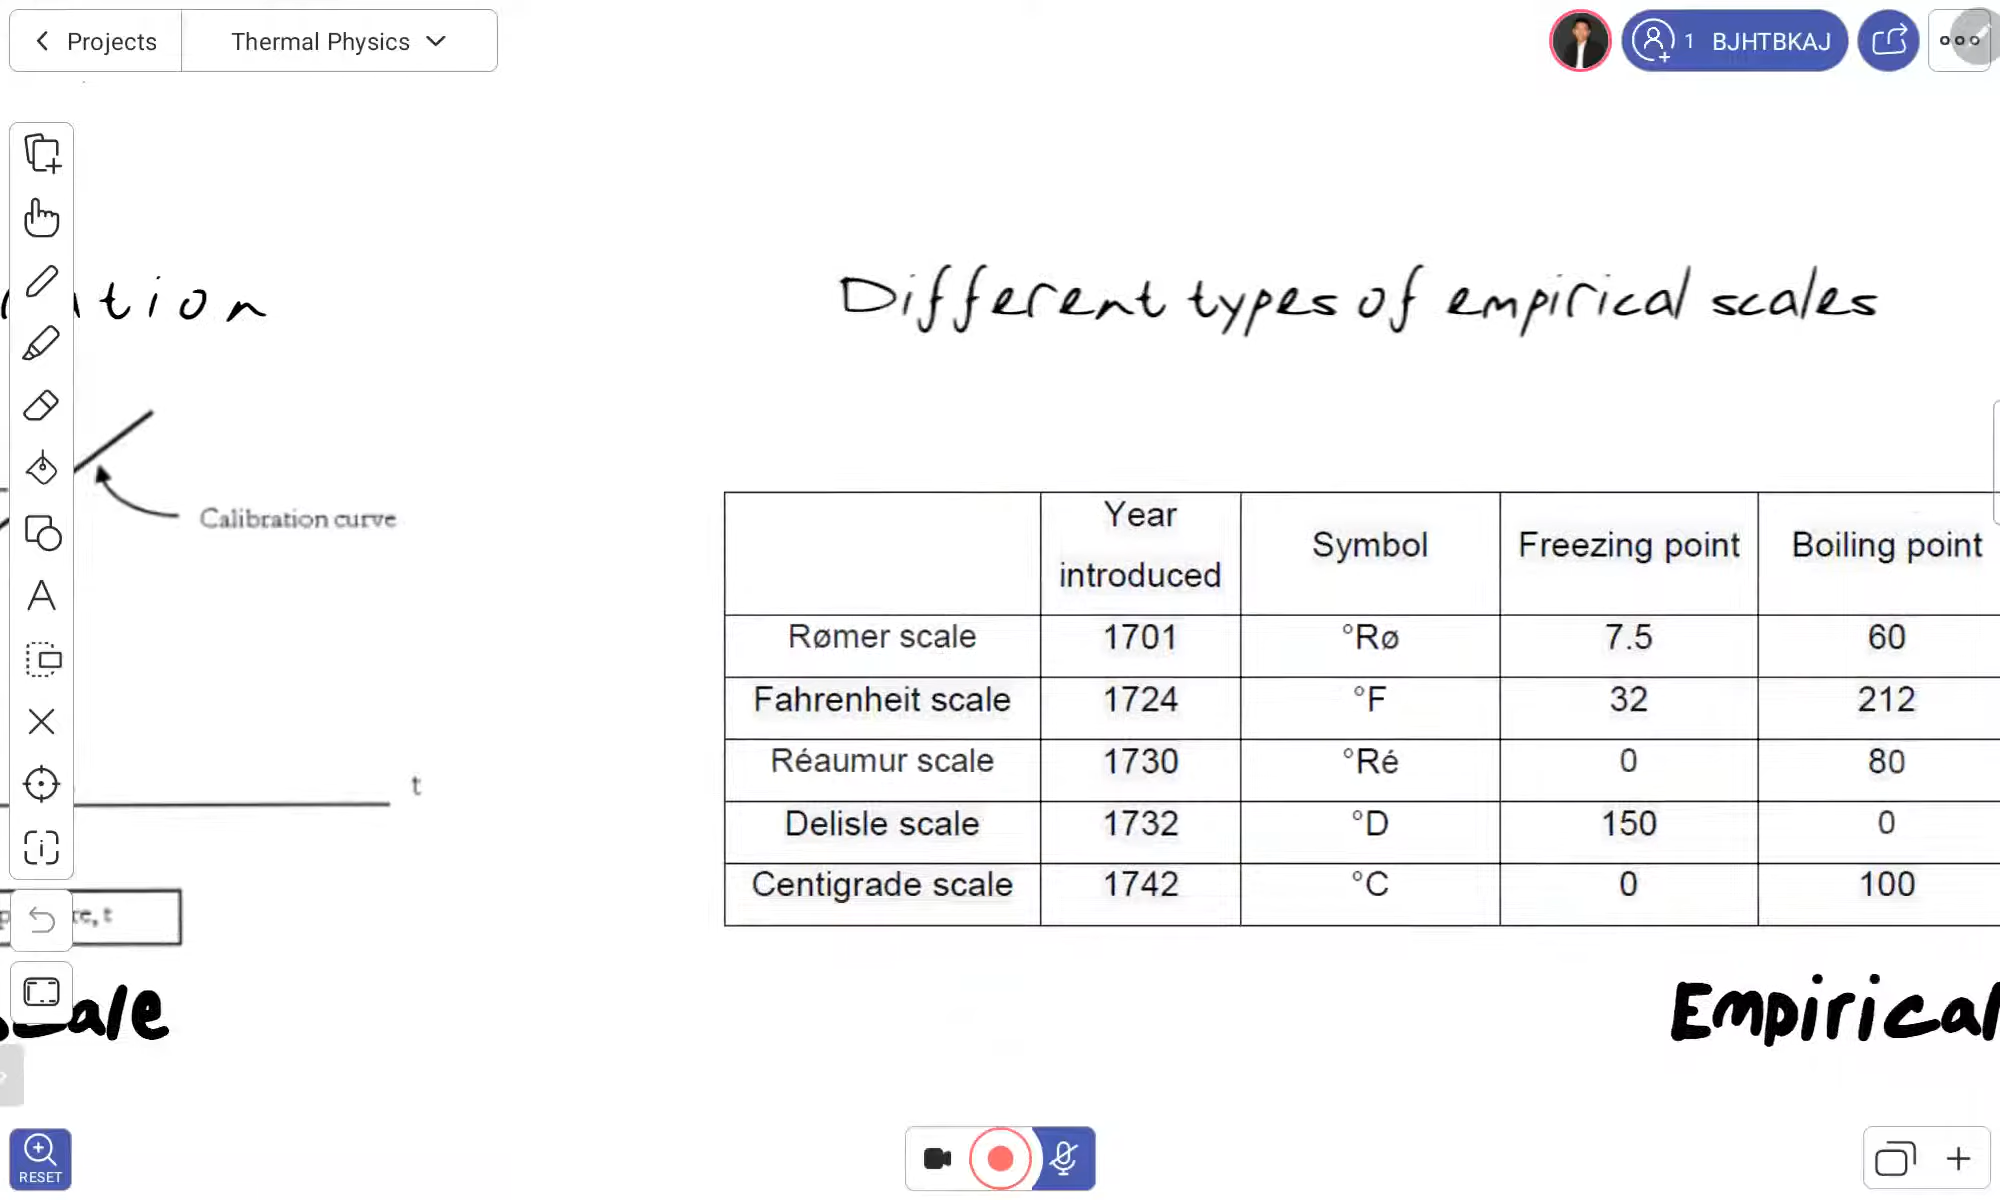 Projects
Thermal Physics
1 BJHTBKAJ
tion
Different types of empirical scales
Calibration curve
t
re, t
ale
Year introduced Symbol Freezing point Boiling point
Rømer scale 1701 °Rø 7.5 60
Fahrenheit scale 1724 °F 32 212
Réaumur scale 1730 °Ré 0 80
Delisle scale 1732 °D 150 0
Centigrade scale 1742 °C 0 100
Empirical
RESET